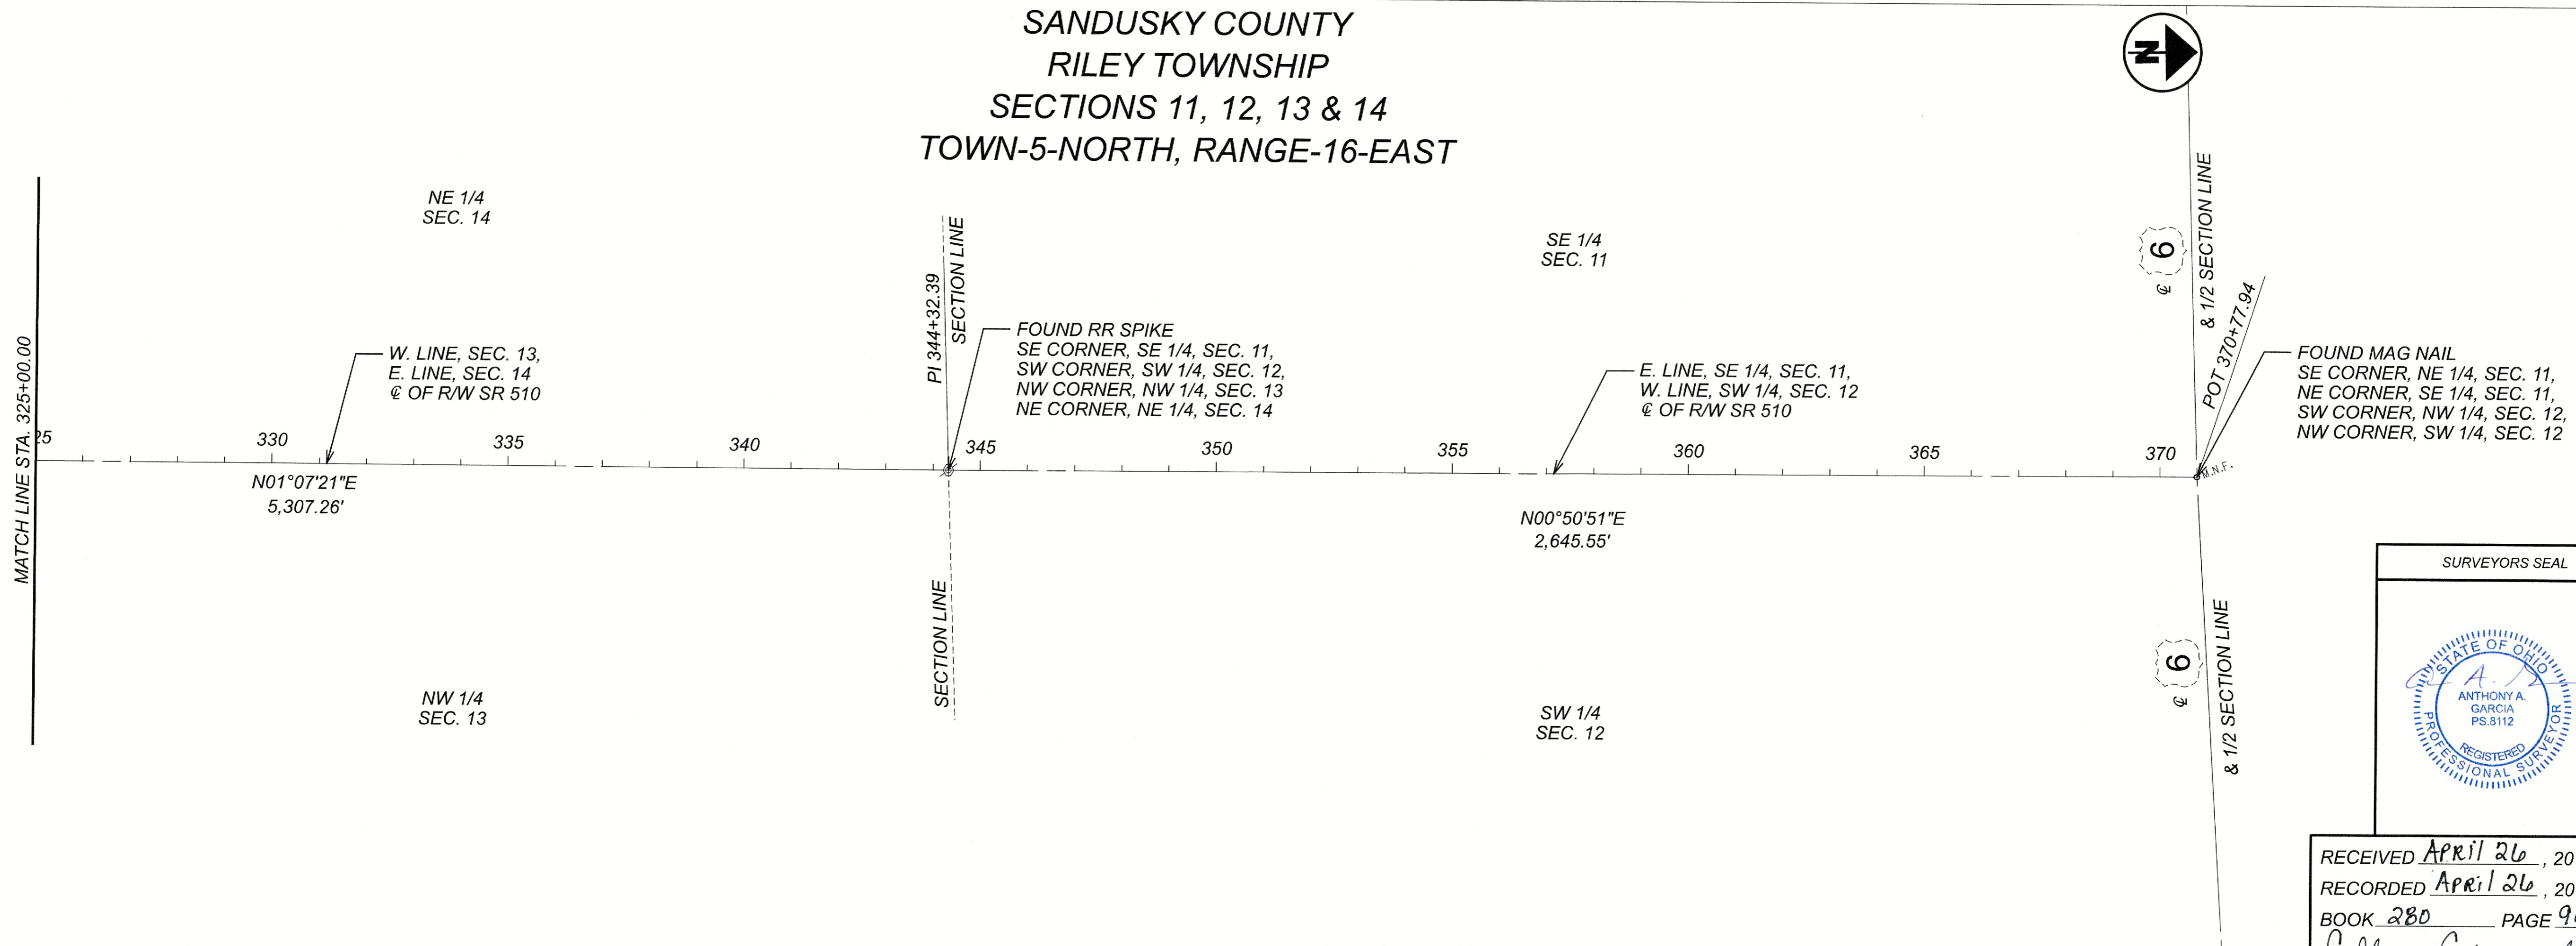 SANDUSKY COUNTY
RILEY TOWNSHIP
SECTIONS 11, 12, 13 & 14
TOWN-5-NORTH, RANGE-16-EAST
N
NE 1/4
SEC. 14
SE 1/4
SEC. 11
MATCH LINE STA. 325+00.00
W. LINE, SEC. 13,
E. LINE, SEC. 14
℄ OF R/W SR 510
PI 344+32.39
SECTION LINE
FOUND RR SPIKE
SE CORNER, SE 1/4, SEC. 11,
SW CORNER, SW 1/4, SEC. 12,
NW CORNER, NW 1/4, SEC. 13
NE CORNER, NE 1/4, SEC. 14
E. LINE, SE 1/4, SEC. 11,
W. LINE, SW 1/4, SEC. 12
℄ OF R/W SR 510
℄ 6
& 1/2 SECTION LINE
POT 370+77.94
FOUND MAG NAIL
SE CORNER, NE 1/4, SEC. 11,
NE CORNER, SE 1/4, SEC. 11,
SW CORNER, NW 1/4, SEC. 12,
NW CORNER, SW 1/4, SEC. 12
25 330 335 340 345 350 355 360 365 370
M.N.F.
N01°07'21"E
5,307.26'
N00°50'51"E
2,645.55'
SECTION LINE
NW 1/4
SEC. 13
SW 1/4
SEC. 12
℄ 6
& 1/2 SECTION LINE
SURVEYORS SEAL
STATE OF OHIO
ANTHONY A.
GARCIA
PS.8112
REGISTERED
PROFESSIONAL SURVEYOR
RECEIVED APRIL 26, 20
RECORDED APRIL 26, 20
BOOK 280 PAGE